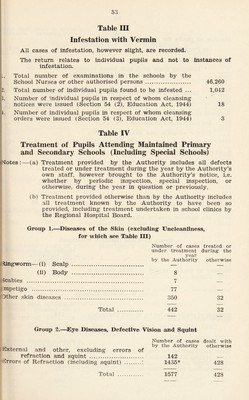 53
Table III
Infestation with Vermin
All cases of infestation, however slight, are recorded.
The return relates to individual pupils and not to instances of
infestation.
1. Total number of examinations in the schools by the
School Nurses or other authorised persons 46,260
2. Total number of individual pupils found to be infested ... 1,042
3. Number of individual pupils in respect of whom cleansing
notices were issued (Section 54 (2), Education Act, 1944) 18
4. Number of individual pupils in respect of whom cleansing
orders were issued (Section 54 (3), Education Act, 1944) 3
Table IV
Treatment of Pupils Attending Maintained Primary
and Secondary Schools (Including Special Schools)
Notes:—(a) Treatment provided by the Authority includes all defects
treated or under treatment during the year by the Authority's
own staff, however brought to the Authority's notice, i.e.
whether by periodic inspection, special inspection, or
otherwise, during the year in question or previously.
(b) Treatment provided otherwise than by the Authority includes
all treatment known by the Authority to have been so
provided, including treatment undertaken in school clinics by
the Regional Hospital Board.
Group 1.—Diseases of the Skin (excluding Uncleanliness,
for which see Table III)
Number of cases treated or
under treatment during the
year
by the Authority otherwise
Ringworm—(i) Scalp — —
(ii) Body 8 —
Scabies 7 —
Impetigo 77 —
Other skin diseases 350 32
Total 442 32
Group 2.—Eye Diseases, Defective Vision and Squint
Number of cases dealt with
by the Authority otherwise
External and other, excluding errors of
refraction and squint 142 —
Errors of Refraction (including squint) 1435* 428
Total 1577 428